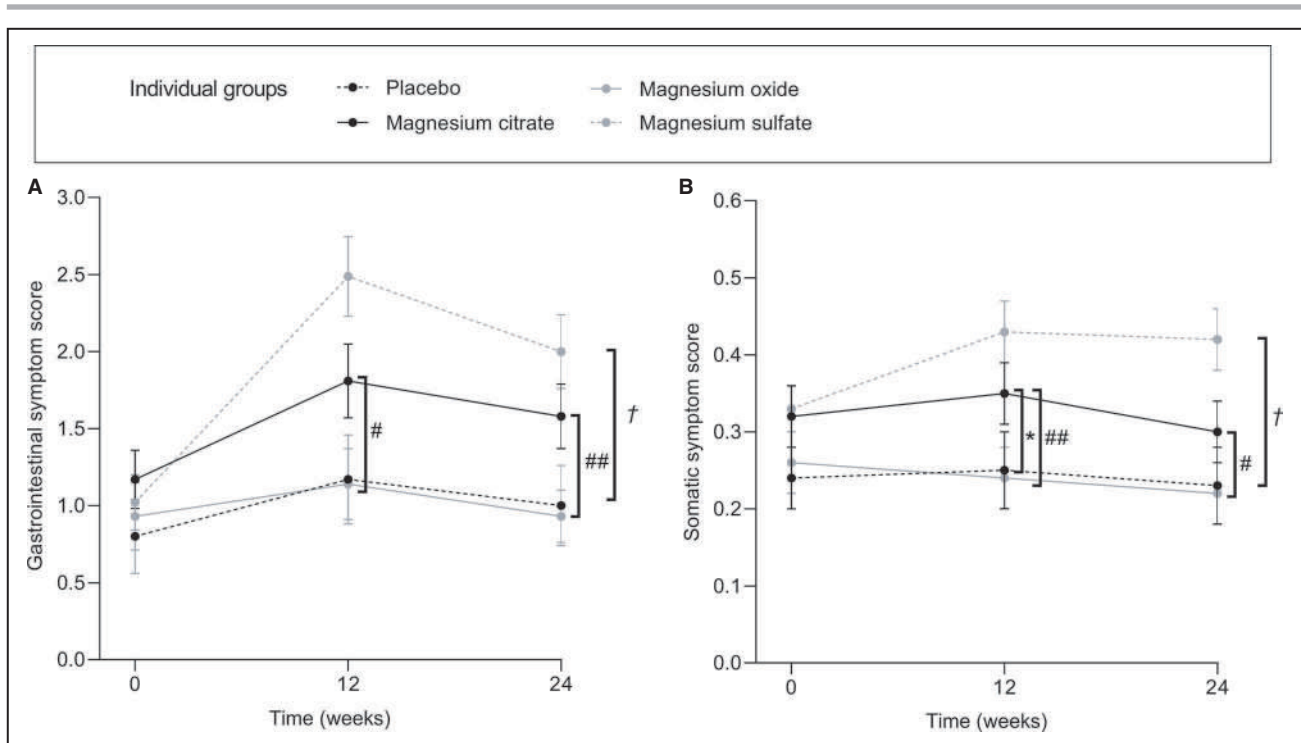 Individual groups
Placebo
Magnesium oxide
Magnesium citrate
Magnesium sulfate
A
3.0
2.5
2.0
1.5
1.0
0.5
0.0
Gastrointestinal symptom score
#
##
†
0
12
24
Time (weeks)
B
0.6
0.5
0.4
0.3
0.2
0.1
0.0
Somatic symptom score
*
##
#
†
0
12
24
Time (weeks)